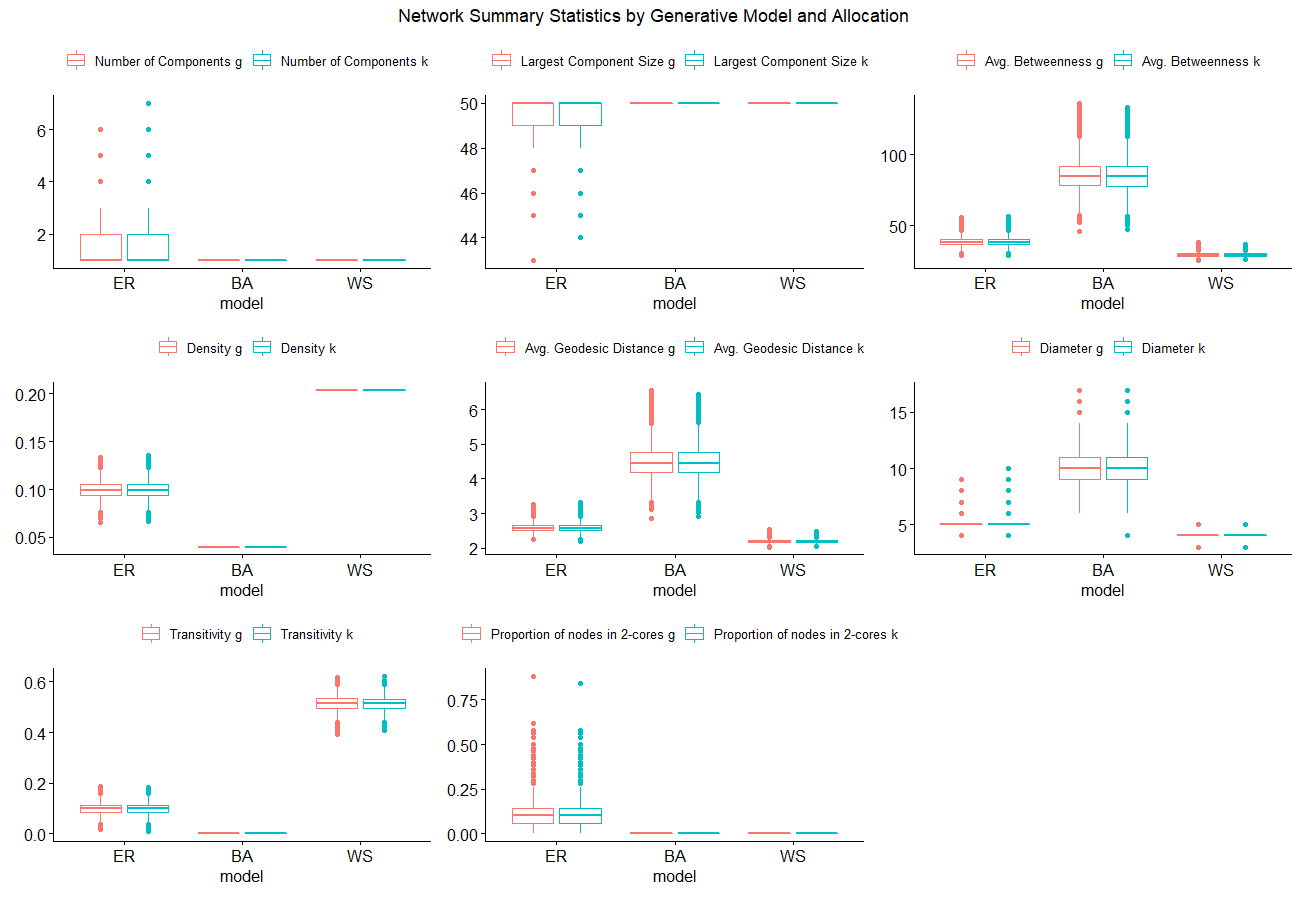 Network Summary Statistics by Generative Model and Allocation
Number of Components g Number of Components k
6
4
2
ER BA WS
model
Largest Component Size g Largest Component Size k
50
48
46
44
ER BA WS
model
Avg. Betweenness g Avg. Betweenness k
100
50
ER BA WS
model
Density g Density k
0.20
0.15
0.10
0.05
ER BA WS
model
Avg. Geodesic Distance g Avg. Geodesic Distance k
6
5
4
3
2
ER BA WS
model
Diameter g Diameter k
15
10
5
ER BA WS
model
Transitivity g Transitivity k
0.6
0.4
0.2
0.0
ER BA WS
model
Proportion of nodes in 2-cores g Proportion of nodes in 2-cores k
0.75
0.50
0.25
0.00
ER BA WS
model